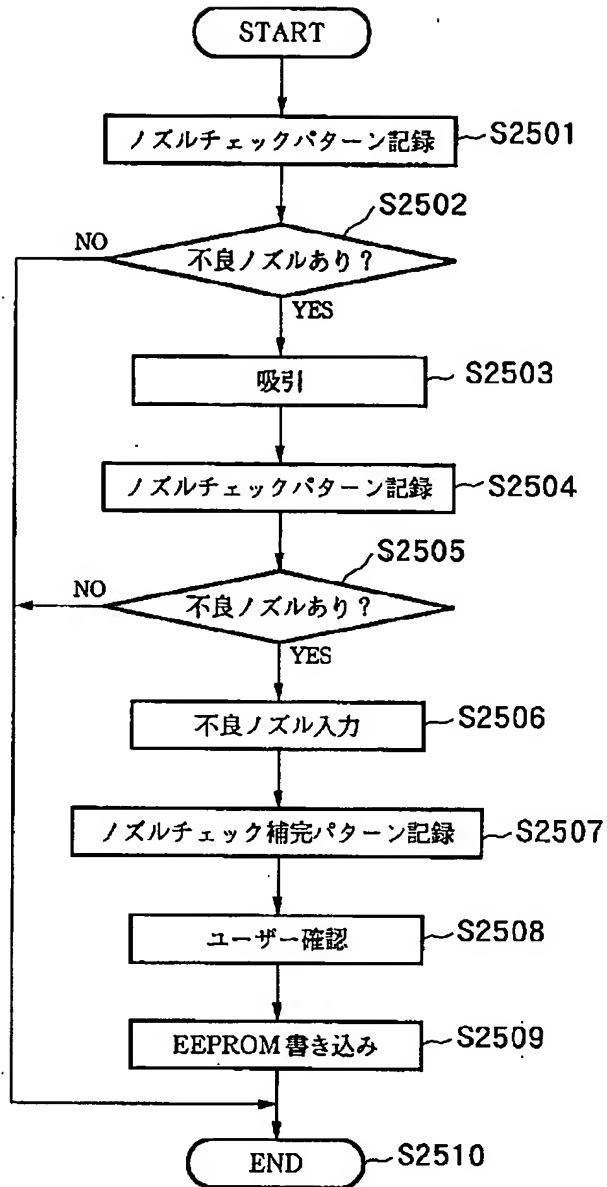 START
ノズルチェックパターン記録 S2501
S2502
NO 不良ノズルあり？
YES
吸引 S2503
ノズルチェックパターン記録 S2504
S2505
NO 不良ノズルあり？
YES
不良ノズル入力 S2506
ノズルチェック補完パターン記録 S2507
ユーザー確認 S2508
EEPROM書き込み S2509
END S2510